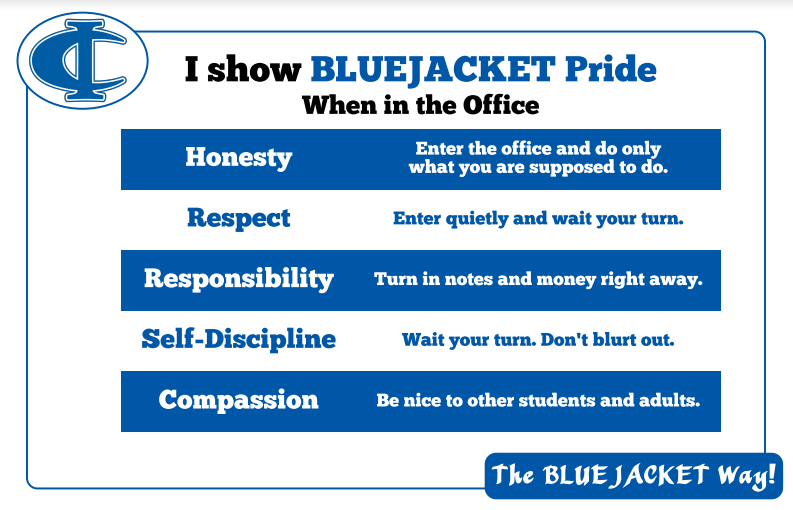 I show BLUEJACKET Pride
When in the Office
Honesty
Enter the office and do only
what you are supposed to do.
Respect
Enter quietly and wait your turn.
Responsibility
Turn in notes and money right away.
Self-Discipline
Wait your turn. Don't blurt out.
Compassion
Be nice to other students and adults.
The BLUEJACKET Way!